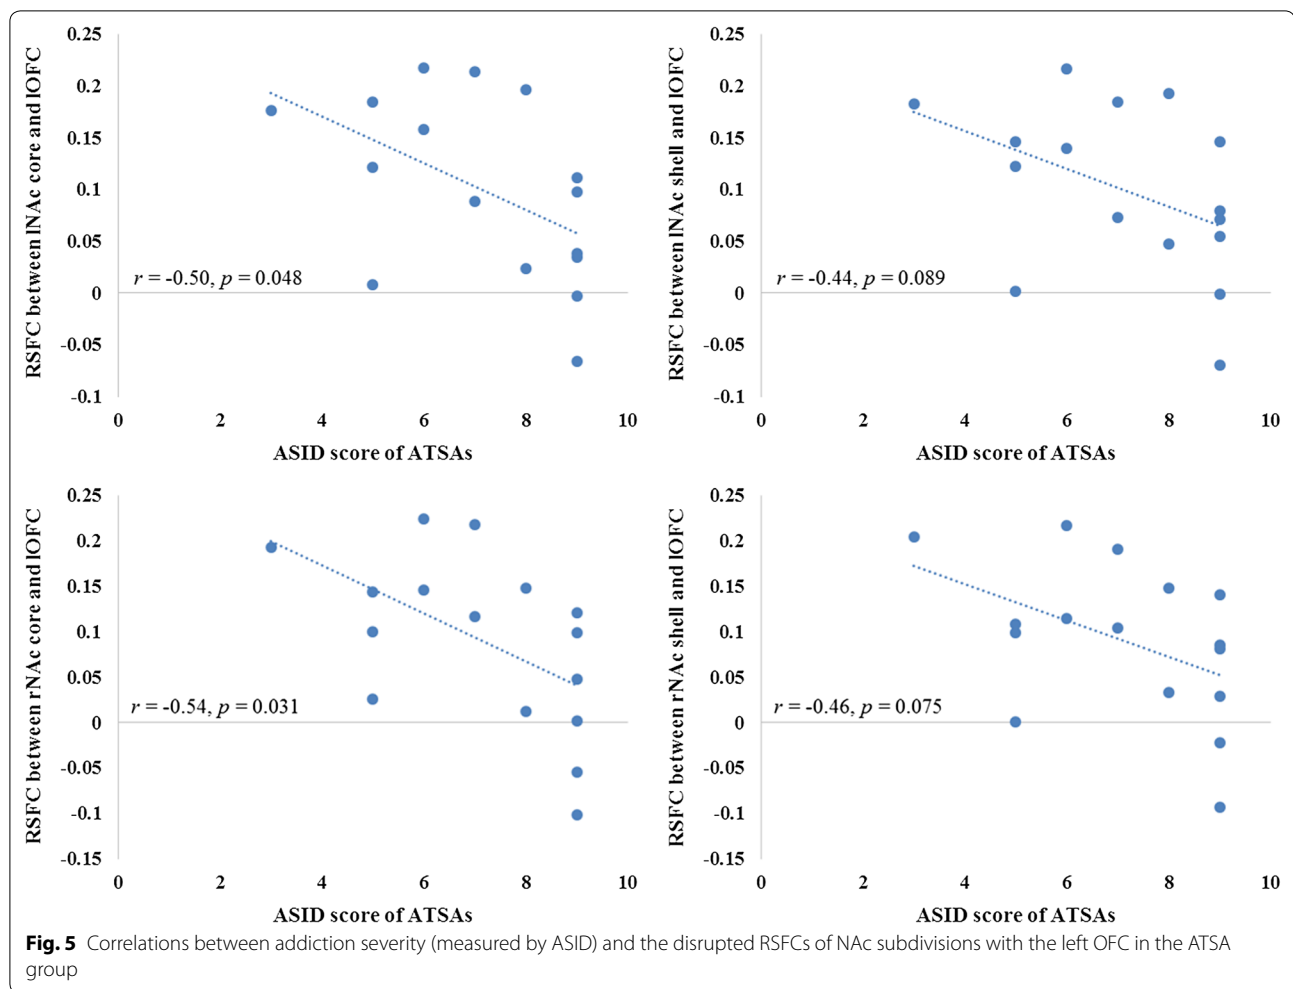 RSFC between lNAc core and lOFC
0.25
0.2
0.15
0.1
0.05
0
-0.05
-0.1
r = -0.50, p = 0.048
0 2 4 6 8 10
ASID score of ATSAs
RSFC between lNAc shell and lOFC
0.25
0.2
0.15
0.1
0.05
0
-0.05
-0.1
r = -0.44, p = 0.089
0 2 4 6 8 10
ASID score of ATSAs
RSFC between rNAc core and lOFC
0.25
0.2
0.15
0.1
0.05
0
-0.05
-0.1
-0.15
r = -0.54, p = 0.031
0 2 4 6 8 10
ASID score of ATSAs
RSFC between rNAc shell and lOFC
0.25
0.2
0.15
0.1
0.05
0
-0.05
-0.1
-0.15
r = -0.46, p = 0.075
0 2 4 6 8 10
ASID score of ATSAs
Fig. 5 Correlations between addiction severity (measured by ASID) and the disrupted RSFCs of NAc subdivisions with the left OFC in the ATSA
group